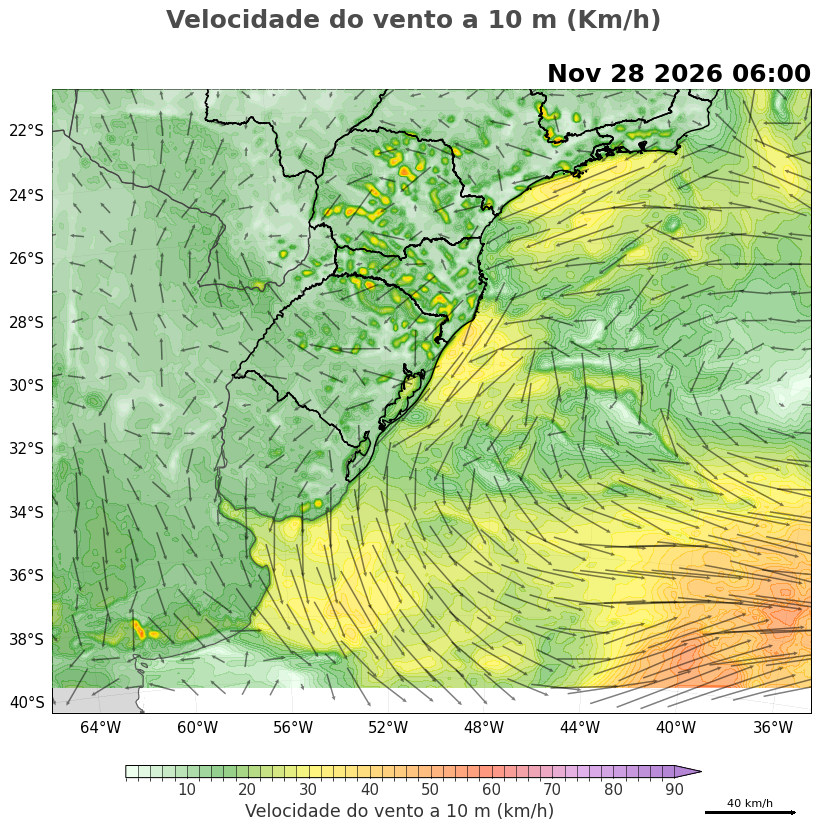 Velocidade do vento a 10 m (Km/h)
Nov 28 2026 06:00
22°S
24°S
26°S
28°S
30°S
32°S
34°S
36°S
38°S
40°S
64°W 60°W 56°W 52°W 48°W 44°W 40°W 36°W
10 20 30 40 50 60 70 80 90
Velocidade do vento a 10 m (km/h)
40 km/h